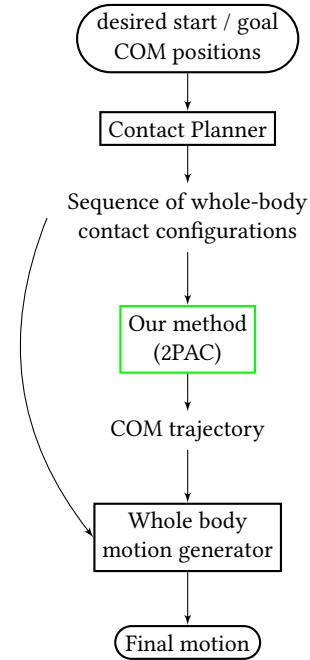 desired start / goal
COM positions
Contact Planner
Sequence of whole-body
contact configurations
Our method
(2PAC)
COM trajectory
Whole body
motion generator
Final motion